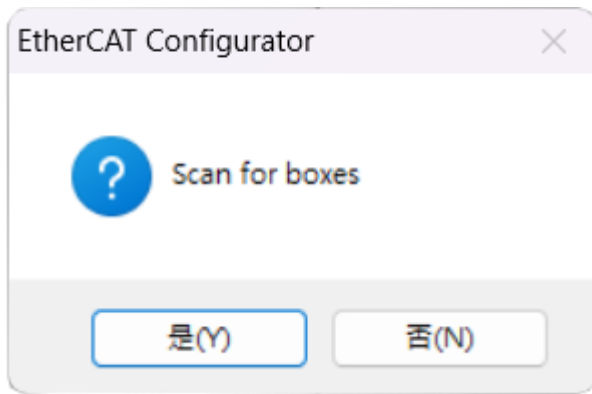 EtherCAT Configurator
Scan for boxes
是(Y)
否(N)